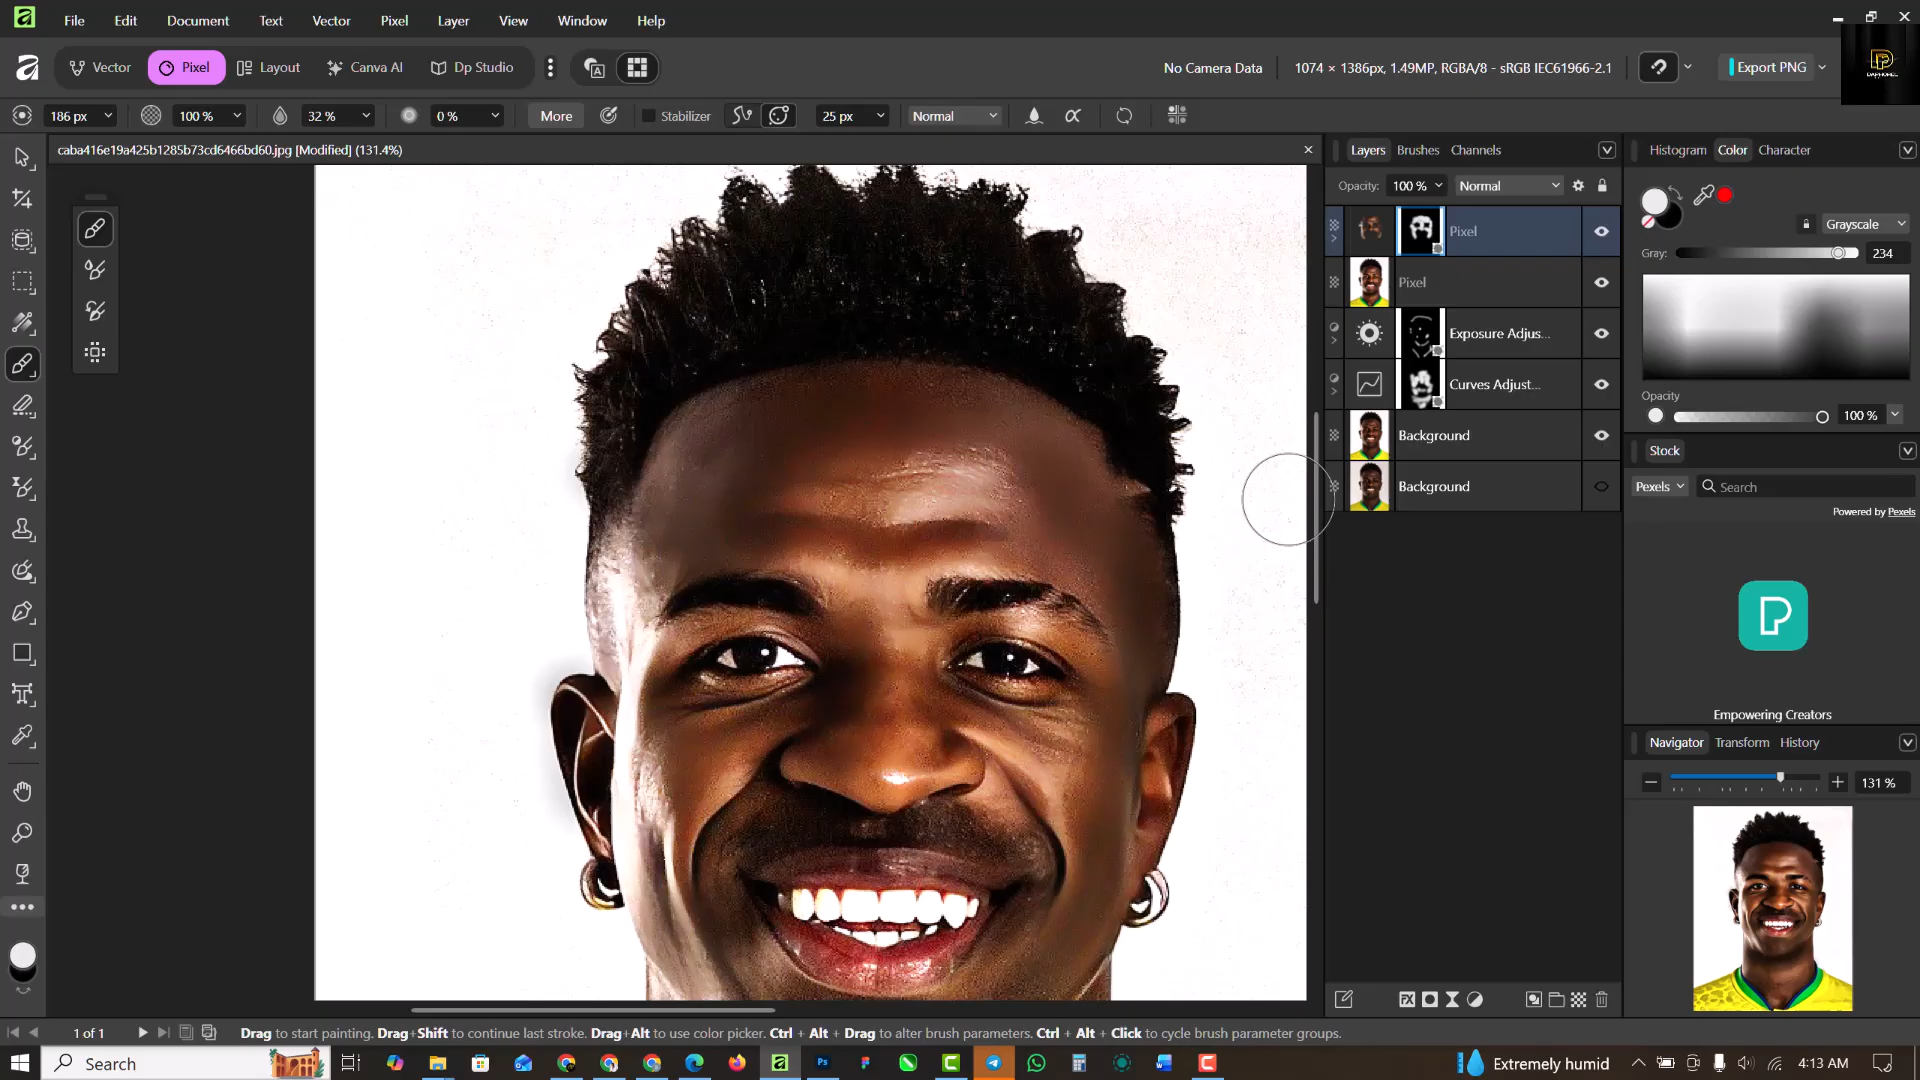 File Edit Document Text Vector Pixel Layer View Window Help
Vector Pixel Layout Canva AI Dp Studio
No Camera Data 1074 × 1386px, 1.49MP, RGBA/8 - sRGB IEC61966-2.1 Export PNG
186 px 100 % 32 % 0 % More Stabilizer 25 px Normal
caba416e19a425b1285b73cd6466bd60.jpg [Modified] (131.4%)
Layers Brushes Channels
Opacity: 100 % Normal
Pixel
Pixel
Exposure Adjus...
Curves Adjust...
Background
Background
Histogram Color Character
Grayscale
Gray: 234
Opacity
100 %
Stock
Pexels Search
Powered by Pexels
Empowering Creators
Navigator Transform History
131 %
1 of 1 Drag to start painting. Drag+Shift to continue last stroke. Drag+Alt to use color picker. Ctrl + Alt + Drag to alter brush parameters. Ctrl + Alt + Click to cycle brush parameter groups.
Search Extremely humid 4:13 AM